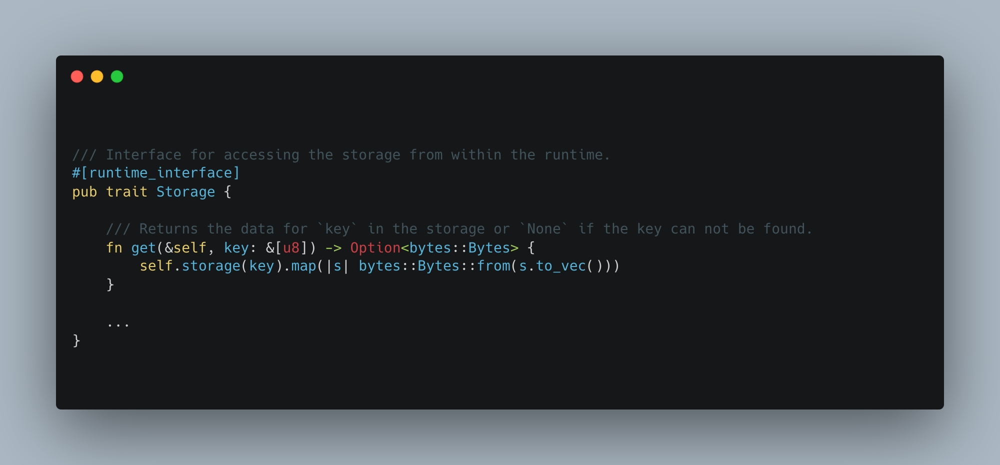 /// Interface for accessing the storage from within the runtime.
#[runtime_interface]
pub trait Storage {
/// Returns the data for `key` in the storage or `None` if the key can not be found.
fn get(&self, key: &[u8]) -> Option<bytes::Bytes> {
self.storage(key).map(|s| bytes::Bytes::from(s.to_vec()))
}
...
}